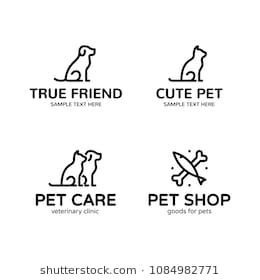 TRUE FRIEND
SAMPLE TEXT HERE
CUTE PET
SAMPLE TEXT HERE
PET CARE
veterinary clinic
PET SHOP
goods for pets
shutterstock.com · 1084982771